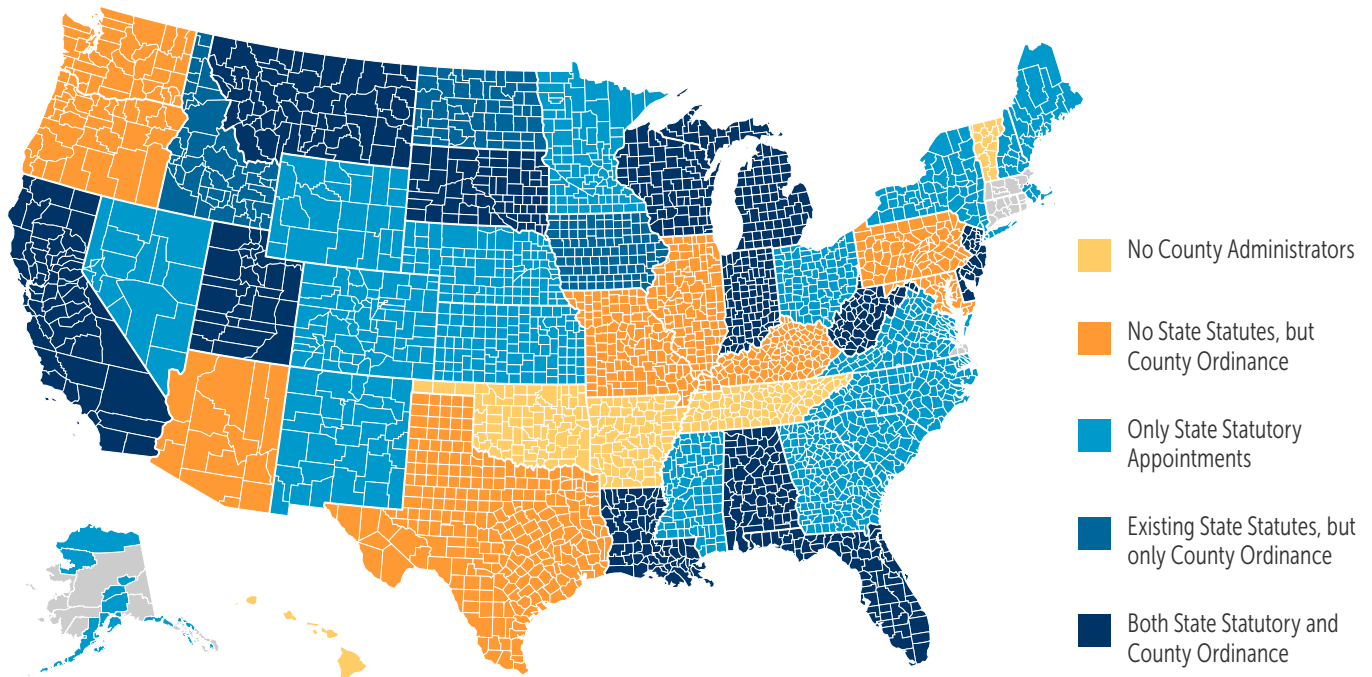 No County Administrators
No State Statutes, but
County Ordinance
Only State Statutory
Appointments
Existing State Statutes, but
only County Ordinance
Both State Statutory and
County Ordinance